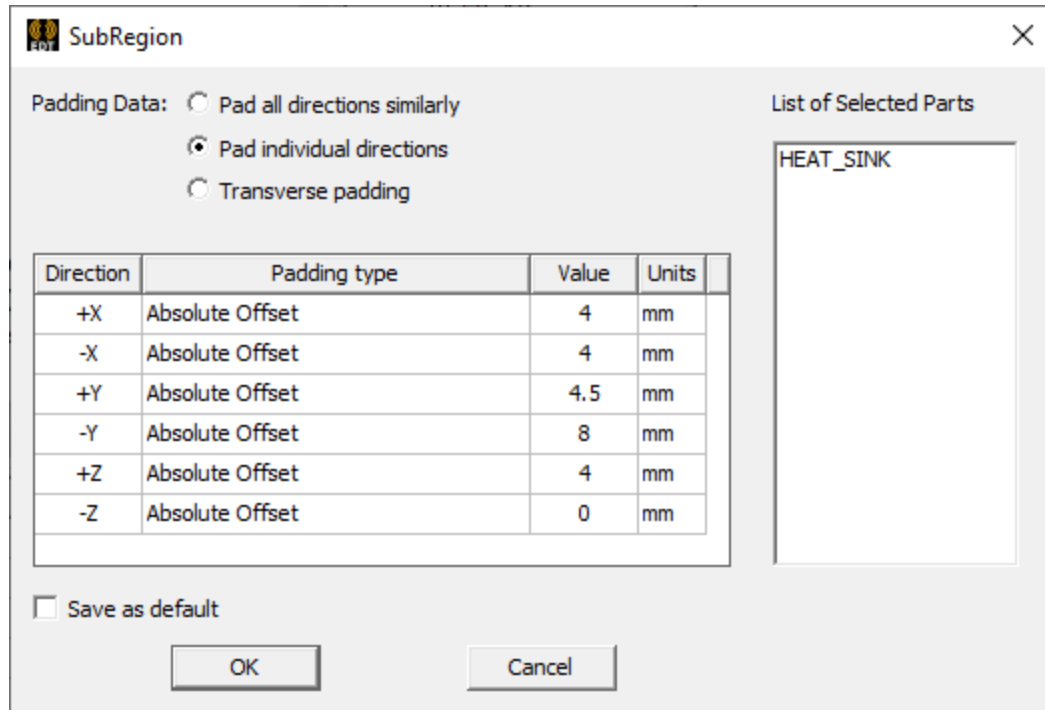 EDT SubRegion
Padding Data: Pad all directions similarly
Pad individual directions
Transverse padding
List of Selected Parts
HEAT_SINK
Direction Padding type Value Units
+X Absolute Offset 4 mm
-X Absolute Offset 4 mm
+Y Absolute Offset 4.5 mm
-Y Absolute Offset 8 mm
+Z Absolute Offset 4 mm
-Z Absolute Offset 0 mm
Save as default
OK Cancel